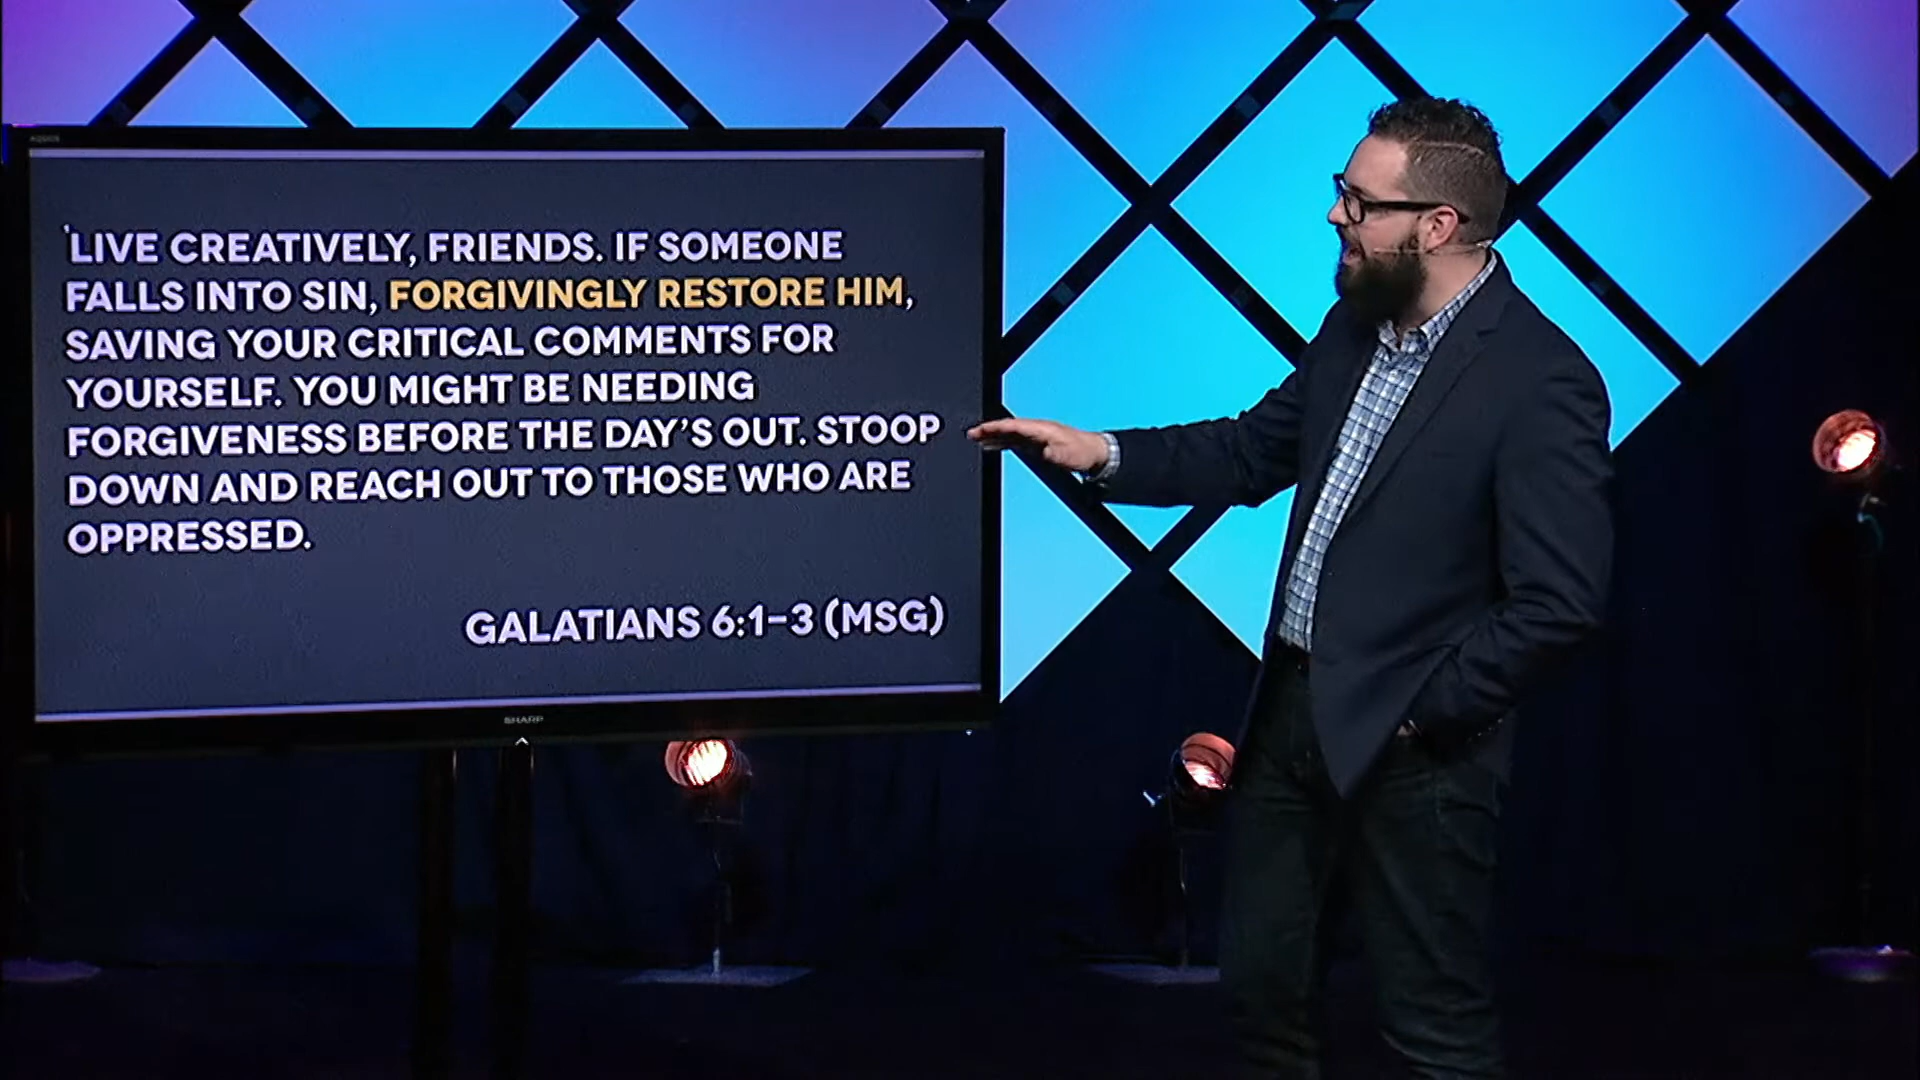 'LIVE CREATIVELY, FRIENDS. IF SOMEONE
FALLS INTO SIN, FORGIVINGLY RESTORE HIM,
SAVING YOUR CRITICAL COMMENTS FOR
YOURSELF. YOU MIGHT BE NEEDING
FORGIVENESS BEFORE THE DAY'S OUT. STOOP
DOWN AND REACH OUT TO THOSE WHO ARE
OPPRESSED.
GALATIANS 6:1-3 (MSG)
SHARP